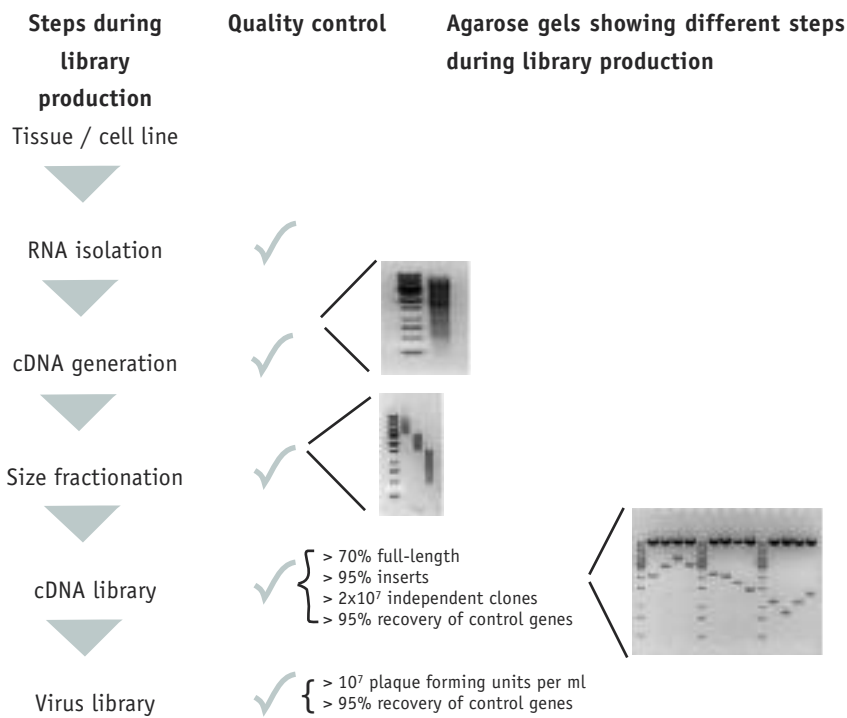 Steps during
library
production
Quality control
Agarose gels showing different steps
during library production
Tissue / cell line
RNA isolation
cDNA generation
Size fractionation
cDNA library
> 70% full-length
> 95% inserts
> 2x10⁷ independent clones
> 95% recovery of control genes
Virus library
> 10⁷ plaque forming units per ml
> 95% recovery of control genes